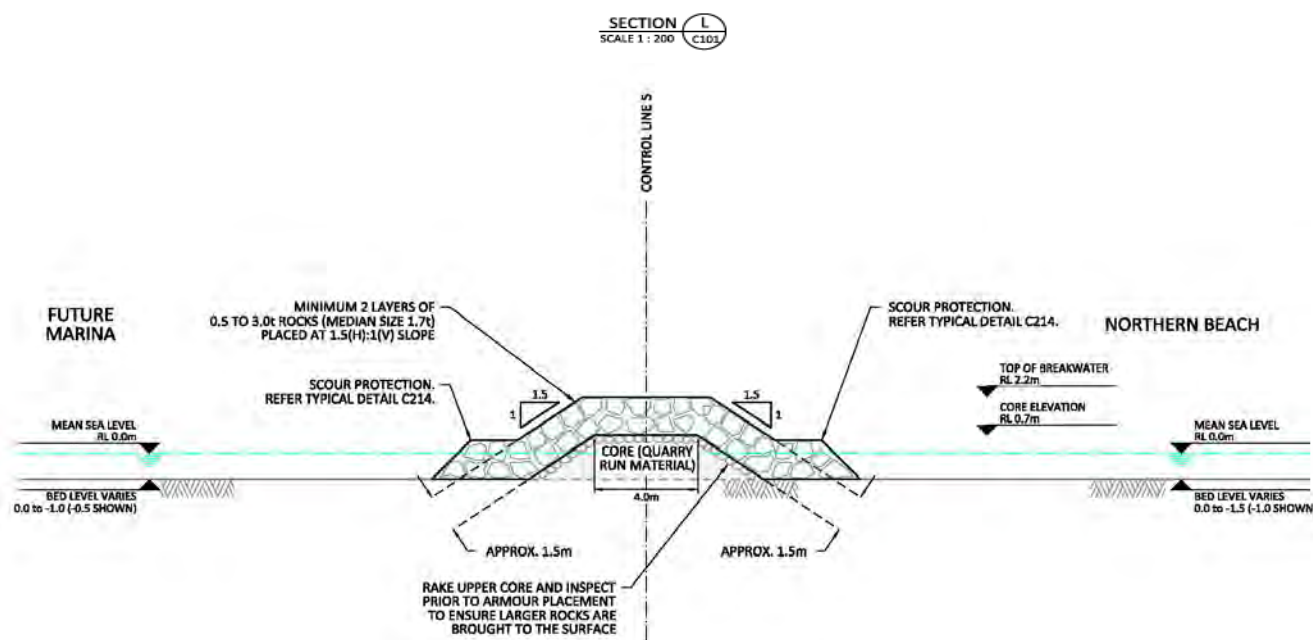 SECTION L
SCALE 1 : 200 C101
CONTROL LINE 5
FUTURE
MARINA
MINIMUM 2 LAYERS OF
0.5 TO 3.0t ROCKS (MEDIAN SIZE 1.7t)
PLACED AT 1.5(H):1(V) SLOPE
SCOUR PROTECTION.
REFER TYPICAL DETAIL C214.
MEAN SEA LEVEL
RL 0.0m
BED LEVEL VARIES
0.0 to -1.0 (-0.5 SHOWN)
1.5
1
1.5
1
CORE (QUARRY
RUN MATERIAL)
4.0m
APPROX. 1.5m
APPROX. 1.5m
RAKE UPPER CORE AND INSPECT
PRIOR TO ARMOUR PLACEMENT
TO ENSURE LARGER ROCKS ARE
BROUGHT TO THE SURFACE
SCOUR PROTECTION.
REFER TYPICAL DETAIL C214.
NORTHERN BEACH
TOP OF BREAKWATER
RL 2.2m
CORE ELEVATION
RL 0.7m
MEAN SEA LEVEL
RL 0.0m
BED LEVEL VARIES
0.0 to -1.5 (-1.0 SHOWN